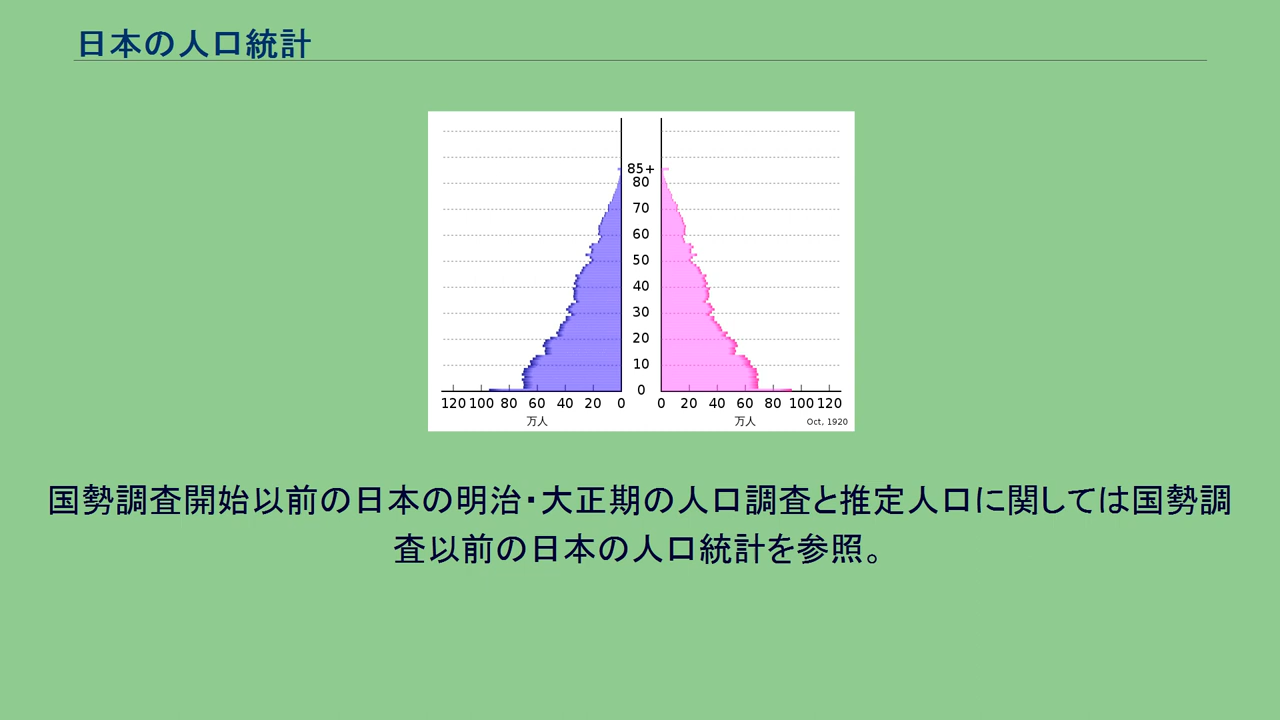 日本の人口統計
85+
80
70
60
50
40
30
20
10
0
120 100 80 60 40 20 0 0 20 40 60 80 100 120
万人 万人 Oct, 1920
国勢調査開始以前の日本の明治・大正期の人口調査と推定人口に関しては国勢調
査以前の日本の人口統計を参照。